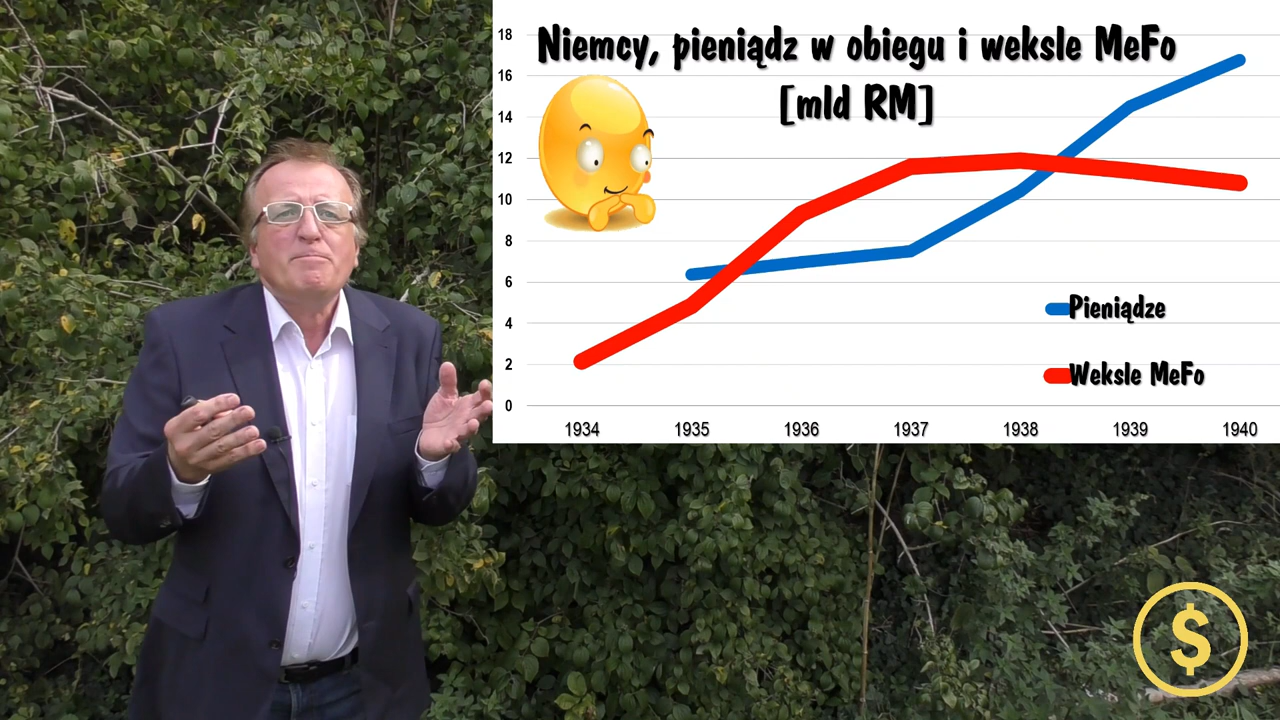 Niemcy, pieniądz w obiegu i weksle MeFo
[mld RM]
18
16
14
12
10
8
6
4
2
0
Pieniądze
Weksle MeFo
1934 1935 1936 1937 1938 1939 1940
$